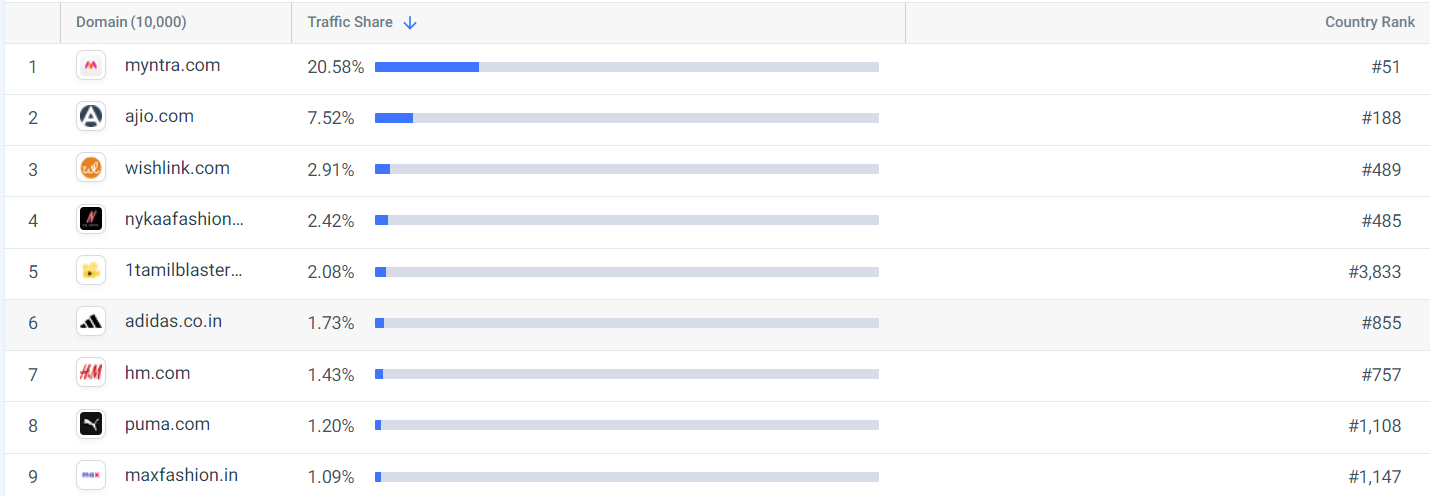 Domain (10,000) Traffic Share Country Rank
1 myntra.com 20.58% #51
2 ajio.com 7.52% #188
3 wishlink.com 2.91% #489
4 nykaafashion... 2.42% #485
5 1tamilblaster... 2.08% #3,833
6 adidas.co.in 1.73% #855
7 H&M hm.com 1.43% #757
8 puma.com 1.20% #1,108
9 max maxfashion.in 1.09% #1,147